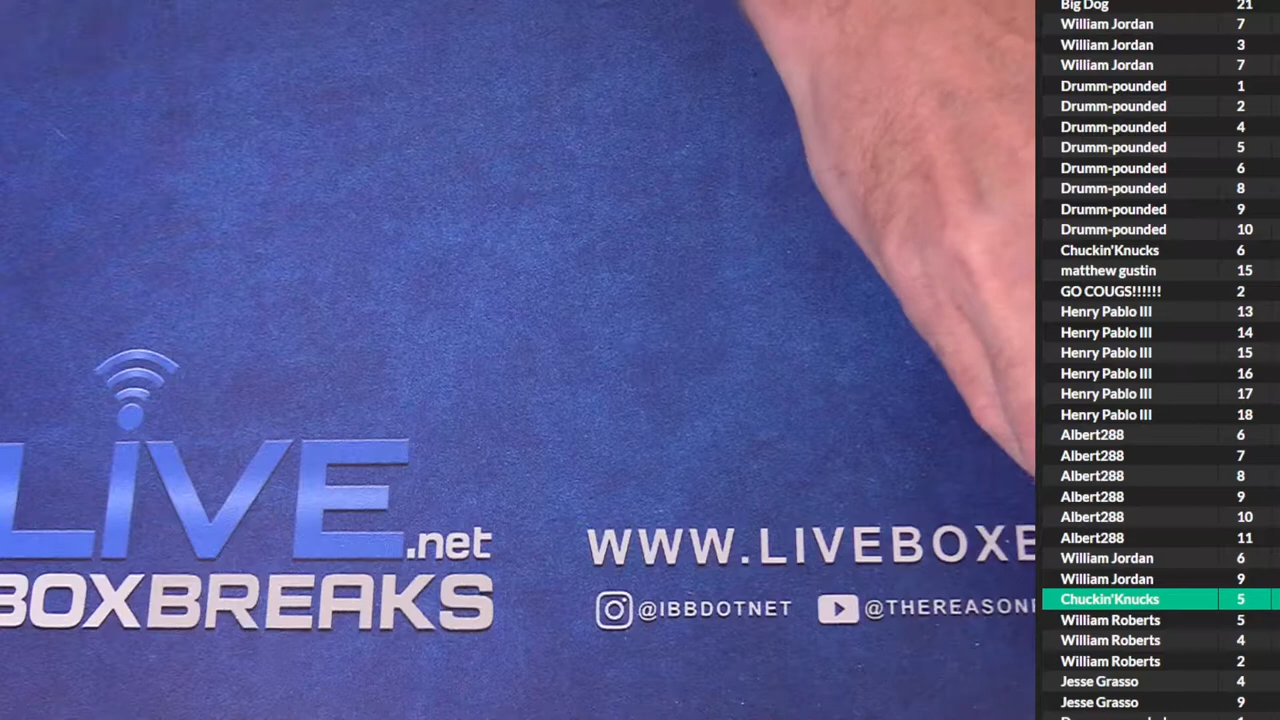 Big Dog 21
William Jordan 7
William Jordan 3
William Jordan 7
Drumm-pounded 1
Drumm-pounded 2
Drumm-pounded 4
Drumm-pounded 5
Drumm-pounded 6
Drumm-pounded 8
Drumm-pounded 9
Drumm-pounded 10
Chuckin'Knucks 6
matthew gustin 15
GO COUGS!!!!!! 2
Henry Pablo III 13
Henry Pablo III 14
Henry Pablo III 15
Henry Pablo III 16
Henry Pablo III 17
Henry Pablo III 18
Albert288 6
Albert288 7
Albert288 8
Albert288 9
Albert288 10
Albert288 11
William Jordan 6
William Jordan 9
Chuckin'Knucks 5
William Roberts 5
William Roberts 4
William Roberts 2
Jesse Grasso 4
Jesse Grasso 9
LIVE
.net
BOXBREAKS
WWW.LIVEBOXB
@IBBDOTNET @THEREASON